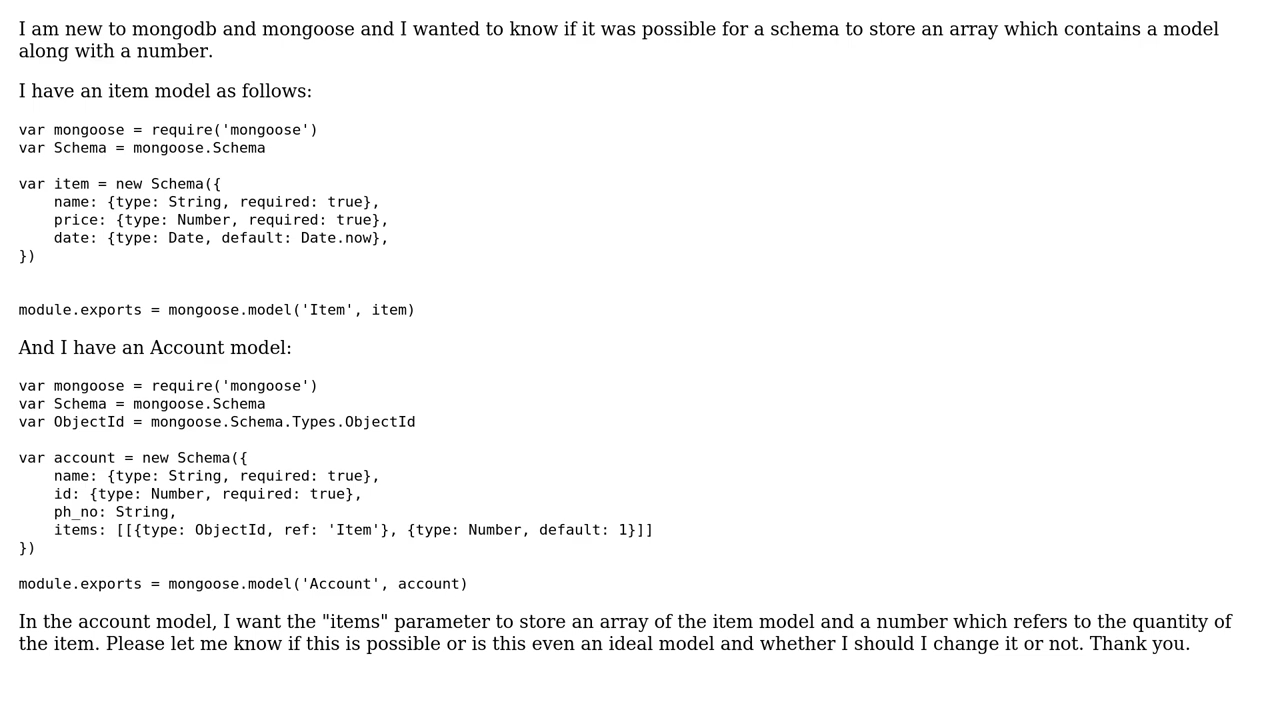 I am new to mongodb and mongoose and I wanted to know if it was possible for a schema to store an array which contains a model
along with a number.
I have an item model as follows:
var mongoose = require('mongoose')
var Schema = mongoose.Schema
var item = new Schema({
    name: {type: String, required: true},
    price: {type: Number, required: true},
    date: {type: Date, default: Date.now},
})
module.exports = mongoose.model('Item', item)
And I have an Account model:
var mongoose = require('mongoose')
var Schema = mongoose.Schema
var ObjectId = mongoose.Schema.Types.ObjectId
var account = new Schema({
    name: {type: String, required: true},
    id: {type: Number, required: true},
    ph_no: String,
    items: [[{type: ObjectId, ref: 'Item'}, {type: Number, default: 1}]]
})
module.exports = mongoose.model('Account', account)
In the account model, I want the "items" parameter to store an array of the item model and a number which refers to the quantity of
the item. Please let me know if this is possible or is this even an ideal model and whether I should I change it or not. Thank you.